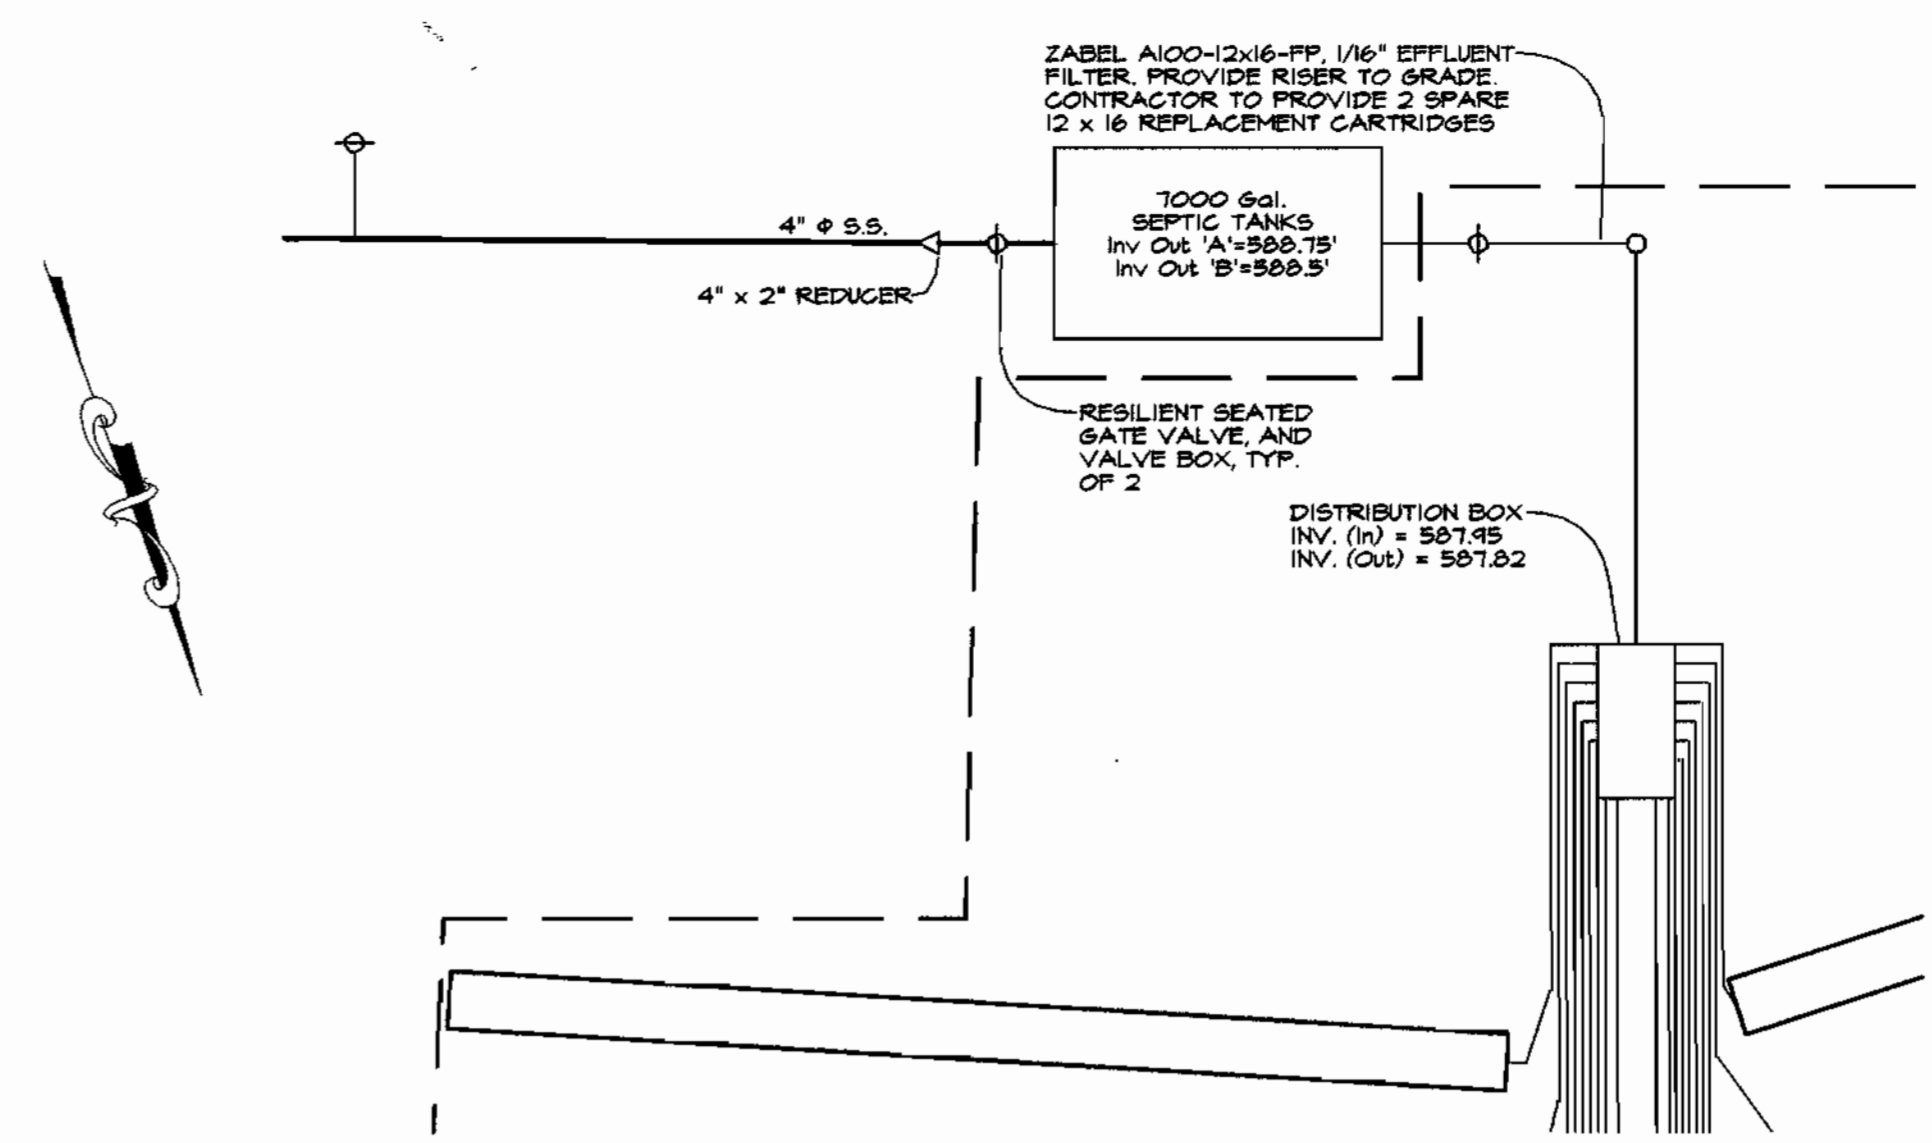 ZABEL A100-12x16-FP, 1/16" EFFLUENT
FILTER. PROVIDE RISER TO GRADE.
CONTRACTOR TO PROVIDE 2 SPARE
12 x 16 REPLACEMENT CARTRIDGES
7000 Gal.
SEPTIC TANKS
Inv Out 'A'=588.75'
Inv Out 'B'=588.5'
4" Φ S.S.
4" x 2" REDUCER
RESILIENT SEATED
GATE VALVE, AND
VALVE BOX, TYP.
OF 2
DISTRIBUTION BOX
INV. (In) = 587.95
INV. (Out) = 587.82